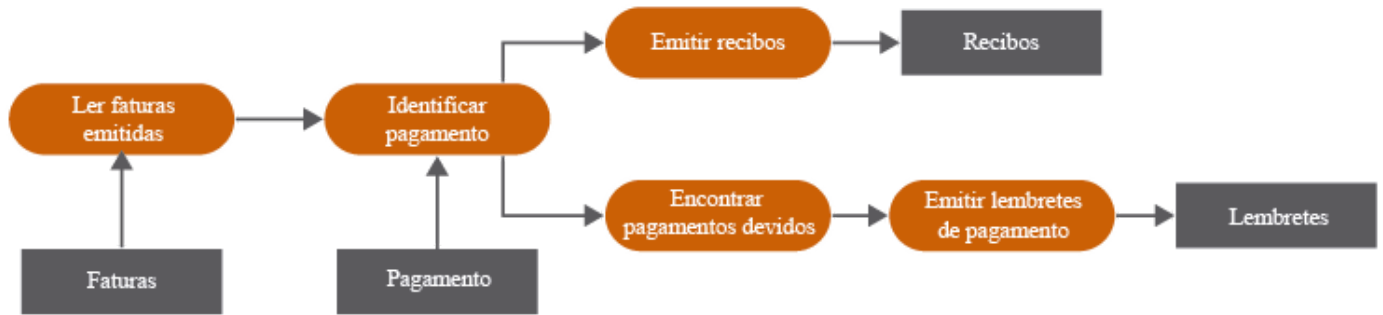 Emitir recibos
Recibos
Ler faturas
emitidas
Identificar
pagamento
Encontrar
pagamentos devidos
Emitir lembretes
de pagamento
Lembretes
Faturas
Pagamento